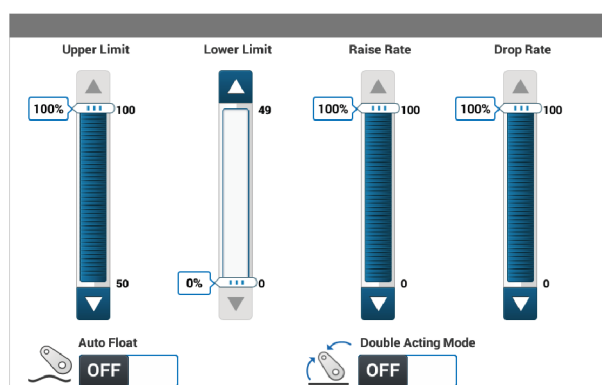 Upper Limit
Lower Limit
Raise Rate
Drop Rate
100%
100
49
100%
100
100%
100
50
0%
0
0
0
Auto Float
OFF
Double Acting Mode
OFF